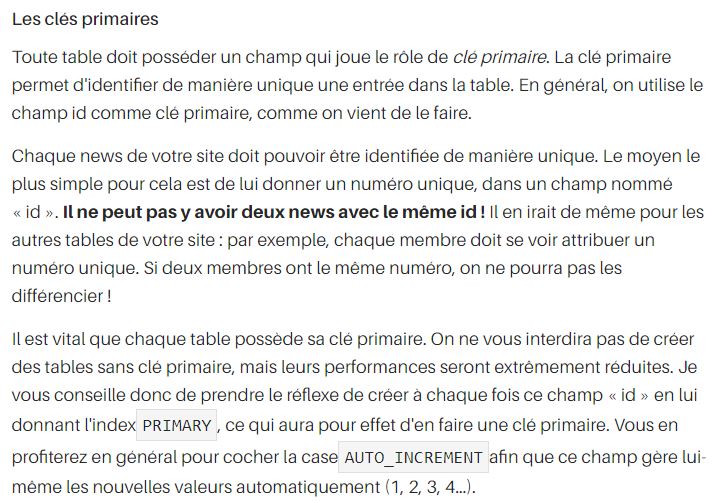 Les clés primaires
Toute table doit posséder un champ qui joue le rôle de clé primaire. La clé primaire
permet d'identifier de manière unique une entrée dans la table. En général, on utilise le
champ id comme clé primaire, comme on vient de le faire.
Chaque news de votre site doit pouvoir être identifiée de manière unique. Le moyen le
plus simple pour cela est de lui donner un numéro unique, dans un champ nommé
« id ». Il ne peut pas y avoir deux news avec le même id ! Il en irait de même pour les
autres tables de votre site : par exemple, chaque membre doit se voir attribuer un
numéro unique. Si deux membres ont le même numéro, on ne pourra pas les
différencier !
Il est vital que chaque table possède sa clé primaire. On ne vous interdira pas de créer
des tables sans clé primaire, mais leurs performances seront extrêmement réduites. Je
vous conseille donc de prendre le réflexe de créer à chaque fois ce champ « id » en lui
donnant l'index PRIMARY , ce qui aura pour effet d'en faire une clé primaire. Vous en
profiterez en général pour cocher la case AUTO_INCREMENT afin que ce champ gère lui-
même les nouvelles valeurs automatiquement (1, 2, 3, 4…).